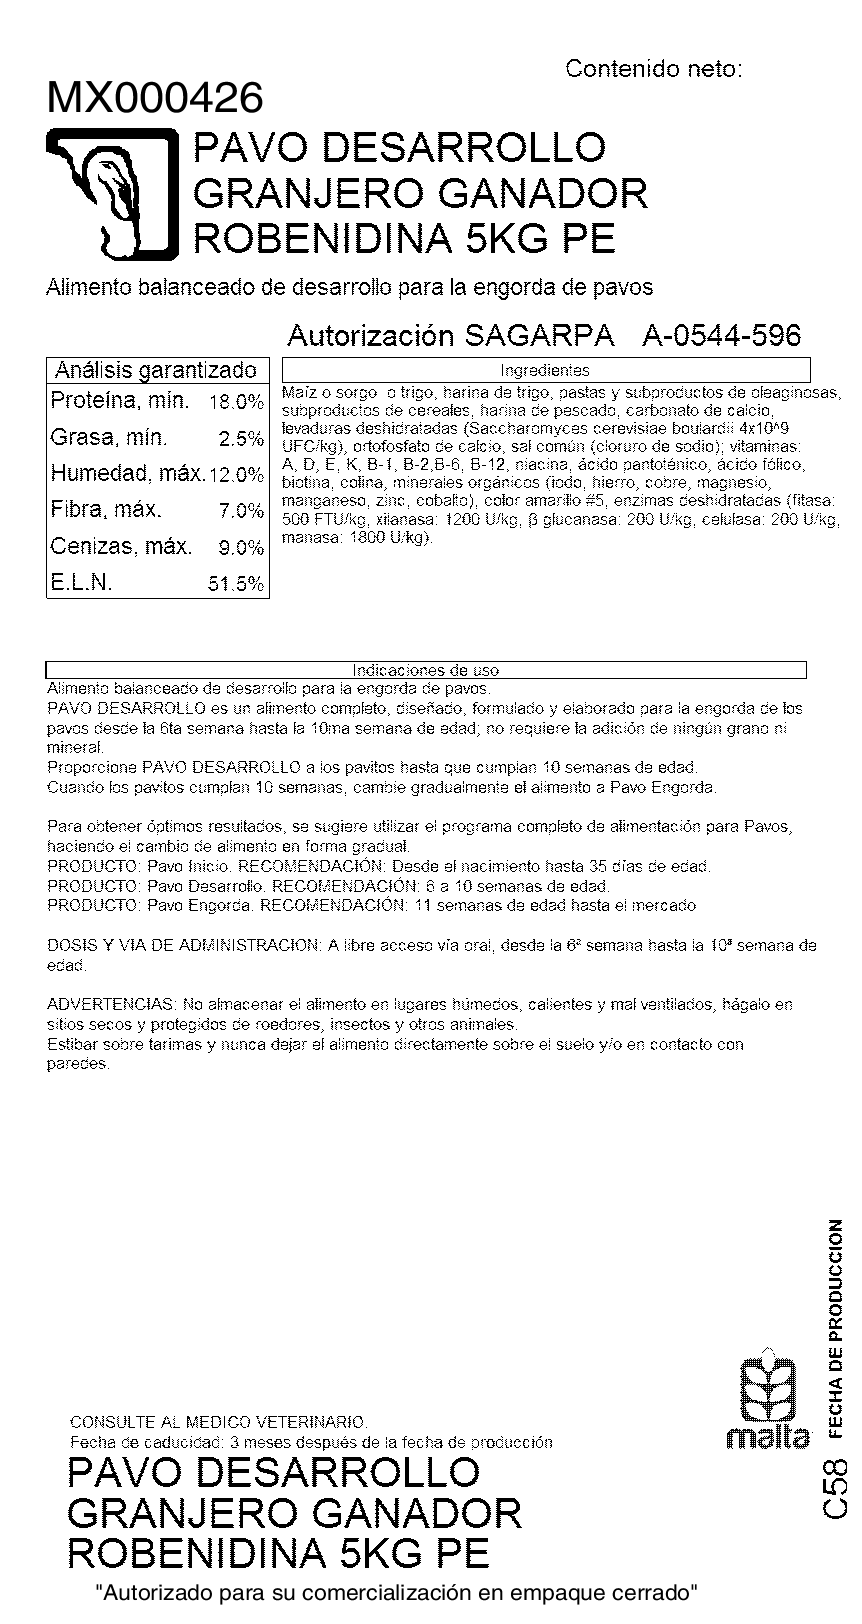 Contenido neto:
MX000426
PAVO DESARROLLO
GRANJERO GANADOR
ROBENIDINA 5KG PE
Alimento balanceado de desarrollo para la engorda de pavos
Autorización SAGARPA A-0544-596
Análisis garantizado
Proteína, mín. 18.0%
Grasa, mín. 2.5%
Humedad, máx. 12.0%
Fibra, máx. 7.0%
Cenizas, máx. 9.0%
E.L.N. 51.5%
Ingredientes
Maíz o sorgo o trigo, harina de trigo, pastas y subproductos de oleaginosas,
subproductos de cereales, harina de pescado, carbonato de calcio,
levaduras deshidratadas (Saccharomyces cerevisiae boulardii 4x10^9
UFC/kg), ortofosfato de calcio, sal común (cloruro de sodio); vitaminas:
A, D, E, K, B-1, B-2,B-6, B-12, niacina, ácido pantoténico, ácido fólico,
biotina, colina, minerales orgánicos (iodo, hierro, cobre, magnesio,
manganeso, zinc, cobalto), color amarillo #5, enzimas deshidratadas (fitasa:
500 FTU/kg, xilanasa: 1200 U/kg, β glucanasa: 200 U/kg, celulasa: 200 U/kg,
manasa: 1800 U/kg).
Indicaciones de uso
Alimento balanceado de desarrollo para la engorda de pavos.
PAVO DESARROLLO es un alimento completo, diseñado, formulado y elaborado para la engorda de los
pavos desde la 6ta semana hasta la 10ma semana de edad; no requiere la adición de ningún grano ni
mineral.
Proporcione PAVO DESARROLLO a los pavitos hasta que cumplan 10 semanas de edad.
Cuando los pavitos cumplan 10 semanas, cambie gradualmente el alimento a Pavo Engorda.
Para obtener óptimos resultados, se sugiere utilizar el programa completo de alimentación para Pavos,
haciendo el cambio de alimento en forma gradual.
PRODUCTO: Pavo Inicio. RECOMENDACIÓN: Desde el nacimiento hasta 35 días de edad.
PRODUCTO: Pavo Desarrollo. RECOMENDACIÓN: 6 a 10 semanas de edad.
PRODUCTO: Pavo Engorda. RECOMENDACIÓN: 11 semanas de edad hasta el mercado
DOSIS Y VIA DE ADMINISTRACION: A libre acceso vía oral, desde la 6ª semana hasta la 10ª semana de
edad.
ADVERTENCIAS: No almacenar el alimento en lugares húmedos, calientes y mal ventilados, hágalo en
sitios secos y protegidos de roedores, insectos y otros animales.
Estibar sobre tarimas y nunca dejar el alimento directamente sobre el suelo y/o en contacto con
paredes.
FECHA DE PRODUCCION
C58
malta
CONSULTE AL MEDICO VETERINARIO.
Fecha de caducidad: 3 meses después de la fecha de producción
PAVO DESARROLLO
GRANJERO GANADOR
ROBENIDINA 5KG PE
"Autorizado para su comercialización en empaque cerrado"